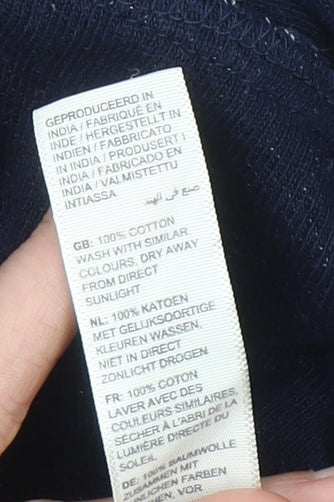 GEPRODUCEERD IN
INDIA / FABRIQUÉ EN
INDE / HERGESTELLT IN
INDIEN / FABBRICATO
IN INDIA / PRODUSERT I
INDIA / FABRICADO EN
INDIA / VALMISTETTU
INTIASSA
صنع في الهند
GB: 100% COTTON
WASH WITH SIMILAR
COLOURS, DRY AWAY
FROM DIRECT
SUNLIGHT
NL: 100% KATOEN
MET GELIJKSOORTIGE
KLEUREN WASSEN,
NIET IN DIRECT
ZONLICHT DROGEN
FR: 100% COTON
LAVER AVEC DES
COULEURS SIMILAIRES,
SÉCHER À L'ABRI DE LA
LUMIÈRE DIRECTE DU
SOLEIL
DE: 100% BAUMWOLLE
ZUSAMMEN MIT
FARBEN
VOR